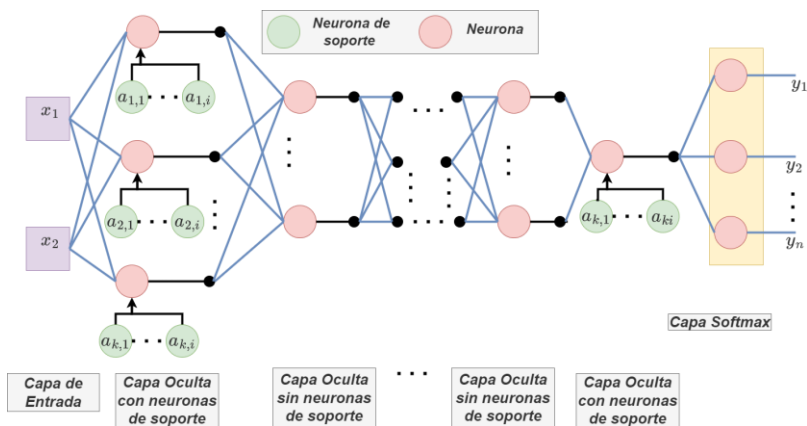 Neurona de
soporte
Neurona
a1,1 ... a1,i
x1
a2,1 ... a2,i
x2
ak,1 ... ak,i
ak,1 ... aki
y1
y2
yn
Capa Softmax
Capa de
Entrada
Capa Oculta
con neuronas
de soporte
Capa Oculta
sin neuronas
de soporte
...
Capa Oculta
sin neuronas
de soporte
Capa Oculta
con neuronas
de soporte